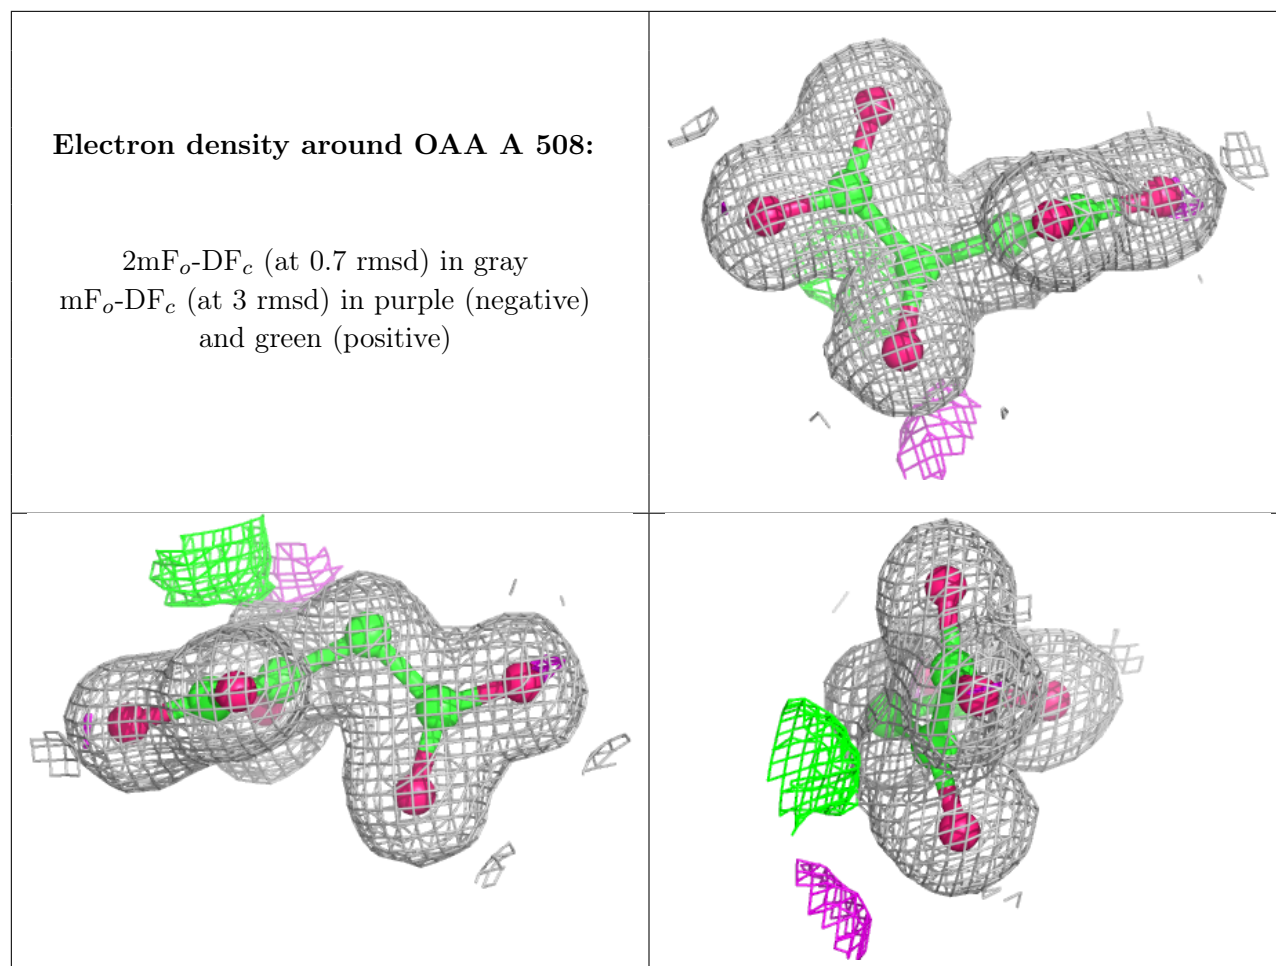 Electron density around OAA A 508:
2mFo-DFc (at 0.7 rmsd) in gray
mFo-DFc (at 3 rmsd) in purple (negative)
and green (positive)